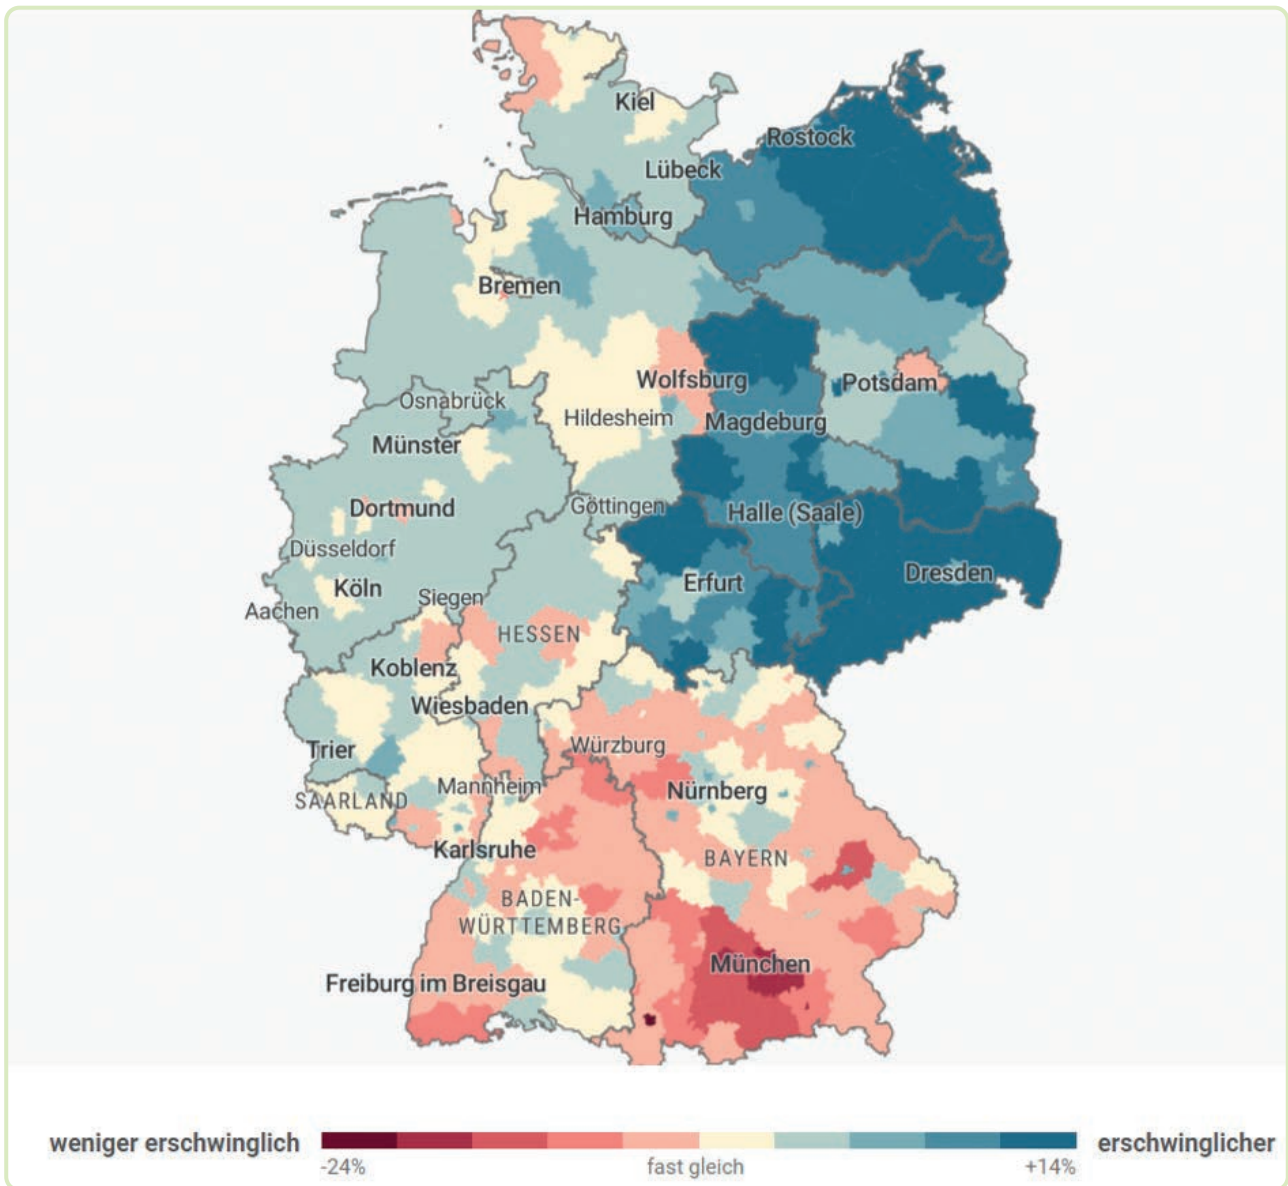 Kiel
Rostock
Lübeck
Hamburg
Bremen
Wolfsburg
Potsdam
Osnabrück
Hildesheim
Magdeburg
Münster
Dortmund
Göttingen
Halle (Saale)
Düsseldorf
Dresden
Erfurt
Köln
Siegen
Aachen
HESSEN
Koblenz
Wiesbaden
Trier
Würzburg
Mannheim
Nürnberg
SAARLAND
Karlsruhe
BAYERN
BADEN-
WÜRTTEMBERG
München
Freiburg im Breisgau
weniger erschwinglich
erschwinglicher
-24%
fast gleich
+14%